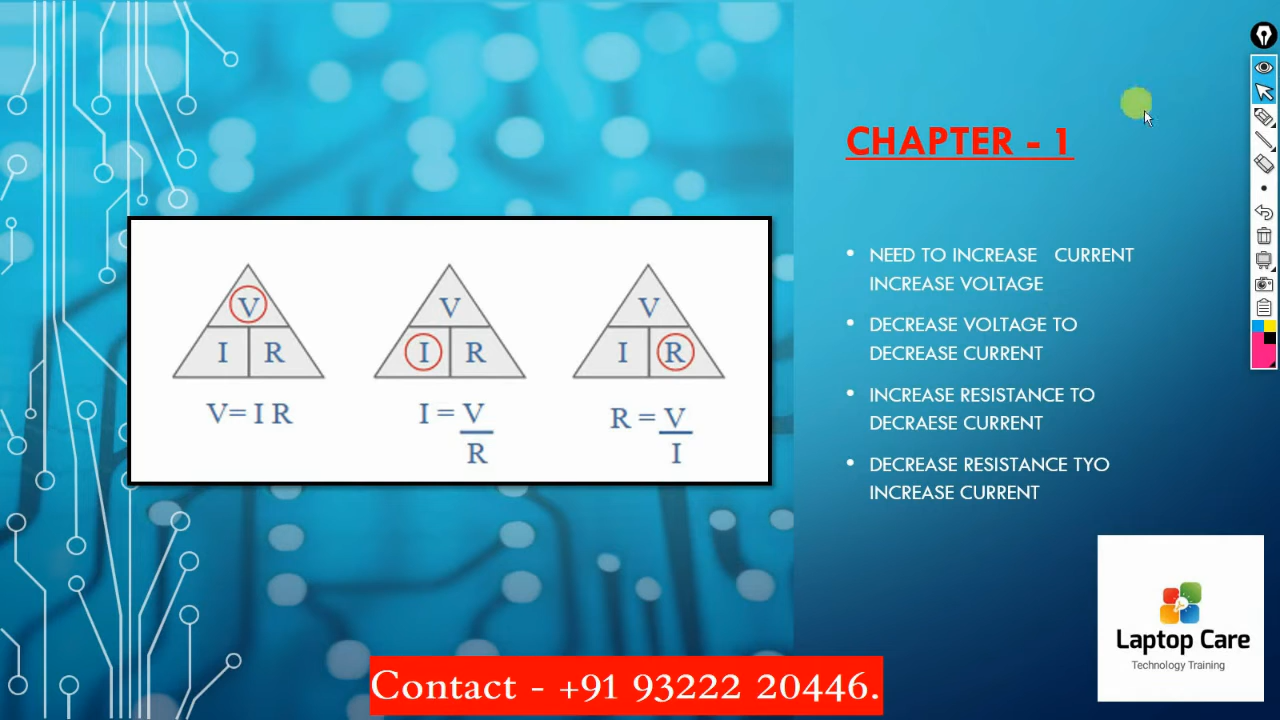 CHAPTER - 1
V
I R
V= I R
V
I R
I = V
R
V
I R
R = V
I
• NEED TO INCREASE CURRENT
INCREASE VOLTAGE
• DECREASE VOLTAGE TO
DECREASE CURRENT
• INCREASE RESISTANCE TO
DECRAESE CURRENT
• DECREASE RESISTANCE TYO
INCREASE CURRENT
Laptop Care
Technology Training
Contact - +91 93222 20446.